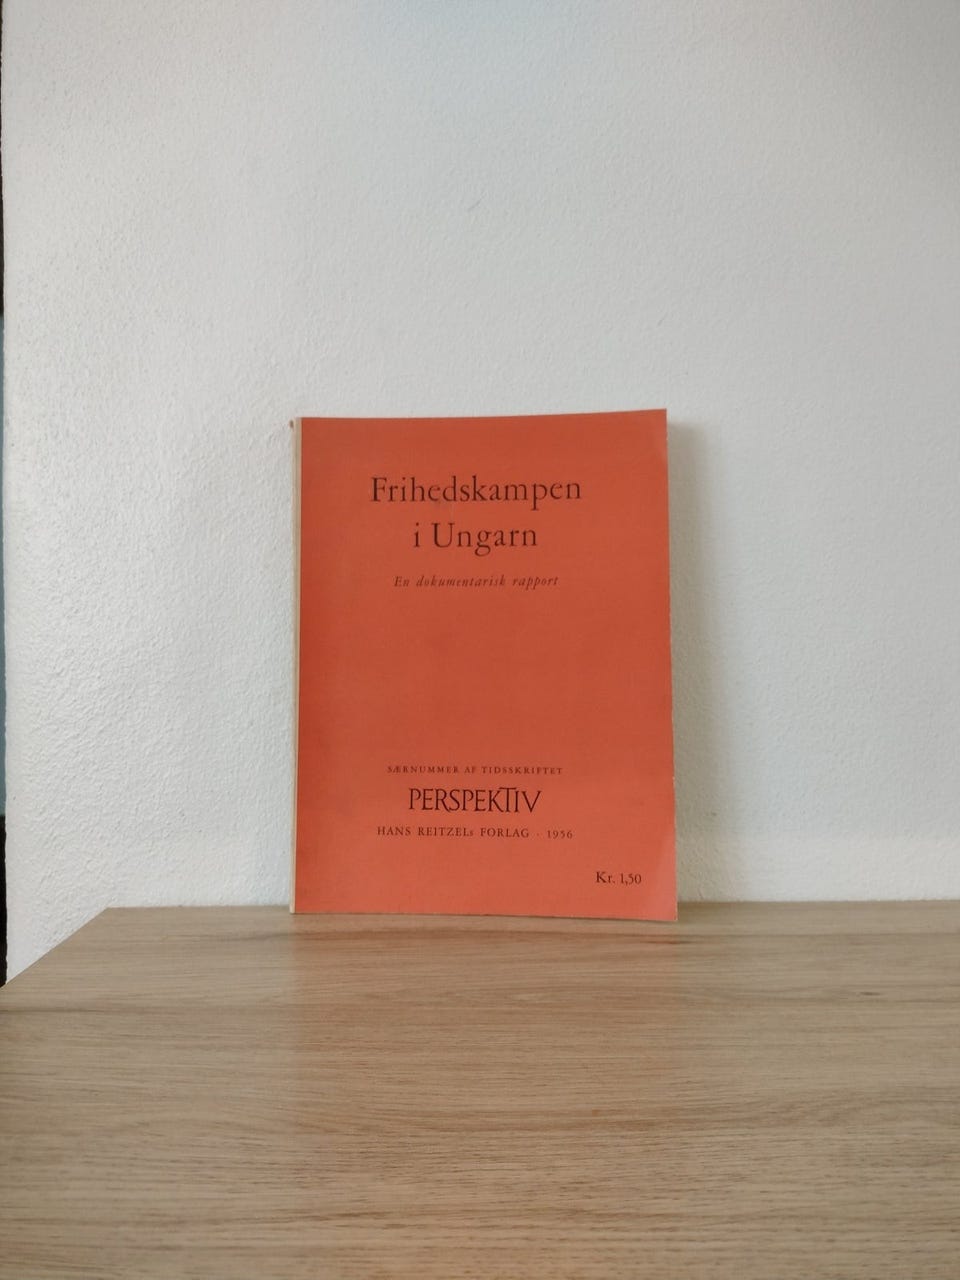 Frihedskampen
i Ungarn
En dokumentarisk rapport
SÆRNUMMER AF TIDSSKRIFTET
PERSPEKTIV
HANS REITZELs FORLAG · 1956
Kr. 1,50